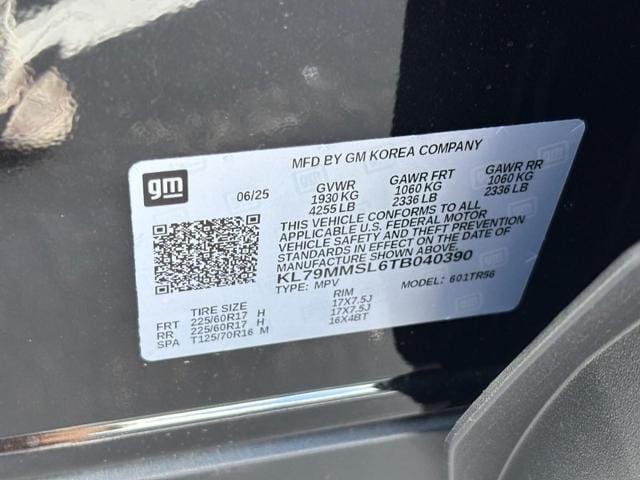 MFD BY GM KOREA COMPANY
gm
06/25 GVWR GAWR FRT GAWR RR
1930 KG 1060 KG 1060 KG
4255 LB 2336 LB 2336 LB
THIS VEHICLE CONFORMS TO ALL
APPLICABLE U.S. FEDERAL MOTOR
VEHICLE SAFETY AND THEFT PREVENTION
STANDARDS IN EFFECT ON THE DATE OF
MANUFACTURE SHOWN ABOVE.
KL79MMSL6TB040390
TYPE: MPV MODEL: 601TR56
TIRE SIZE RIM
FRT 225/60R17 H 17X7.5J
RR 225/60R17 H 17X7.5J
SPA T125/70R16 M 16X4BT